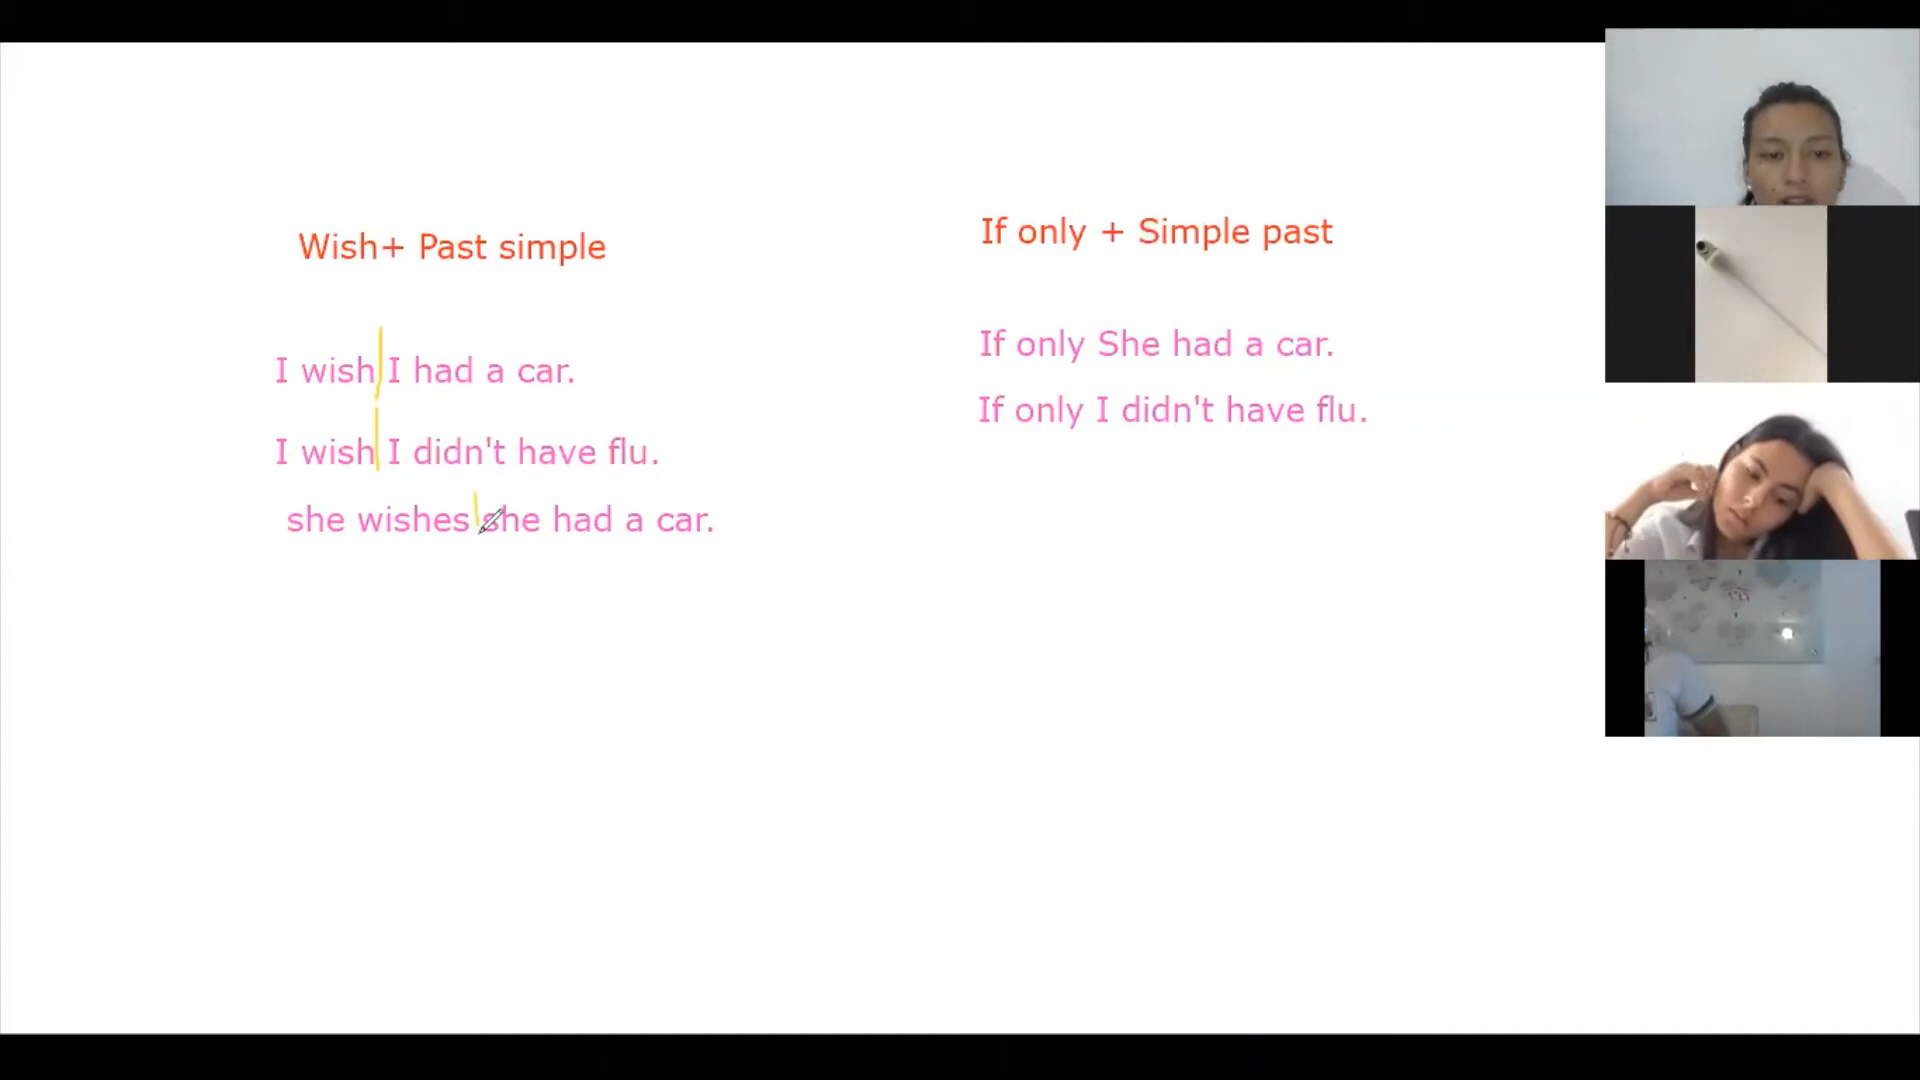 Wish+ Past simple
I wish I had a car.
I wish I didn't have flu.
she wishes she had a car.
If only + Simple past
If only She had a car.
If only I didn't have flu.